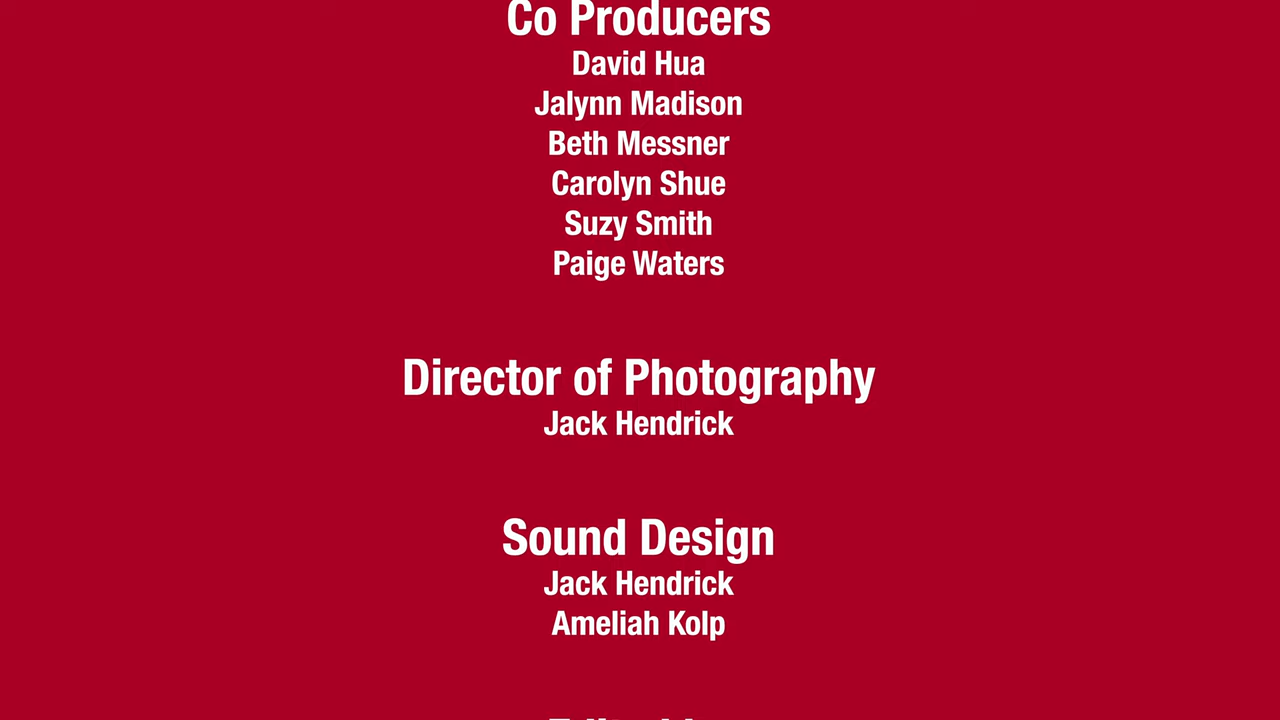 Co Producers
David Hua
Jalynn Madison
Beth Messner
Carolyn Shue
Suzy Smith
Paige Waters
Director of Photography
Jack Hendrick
Sound Design
Jack Hendrick
Ameliah Kolp